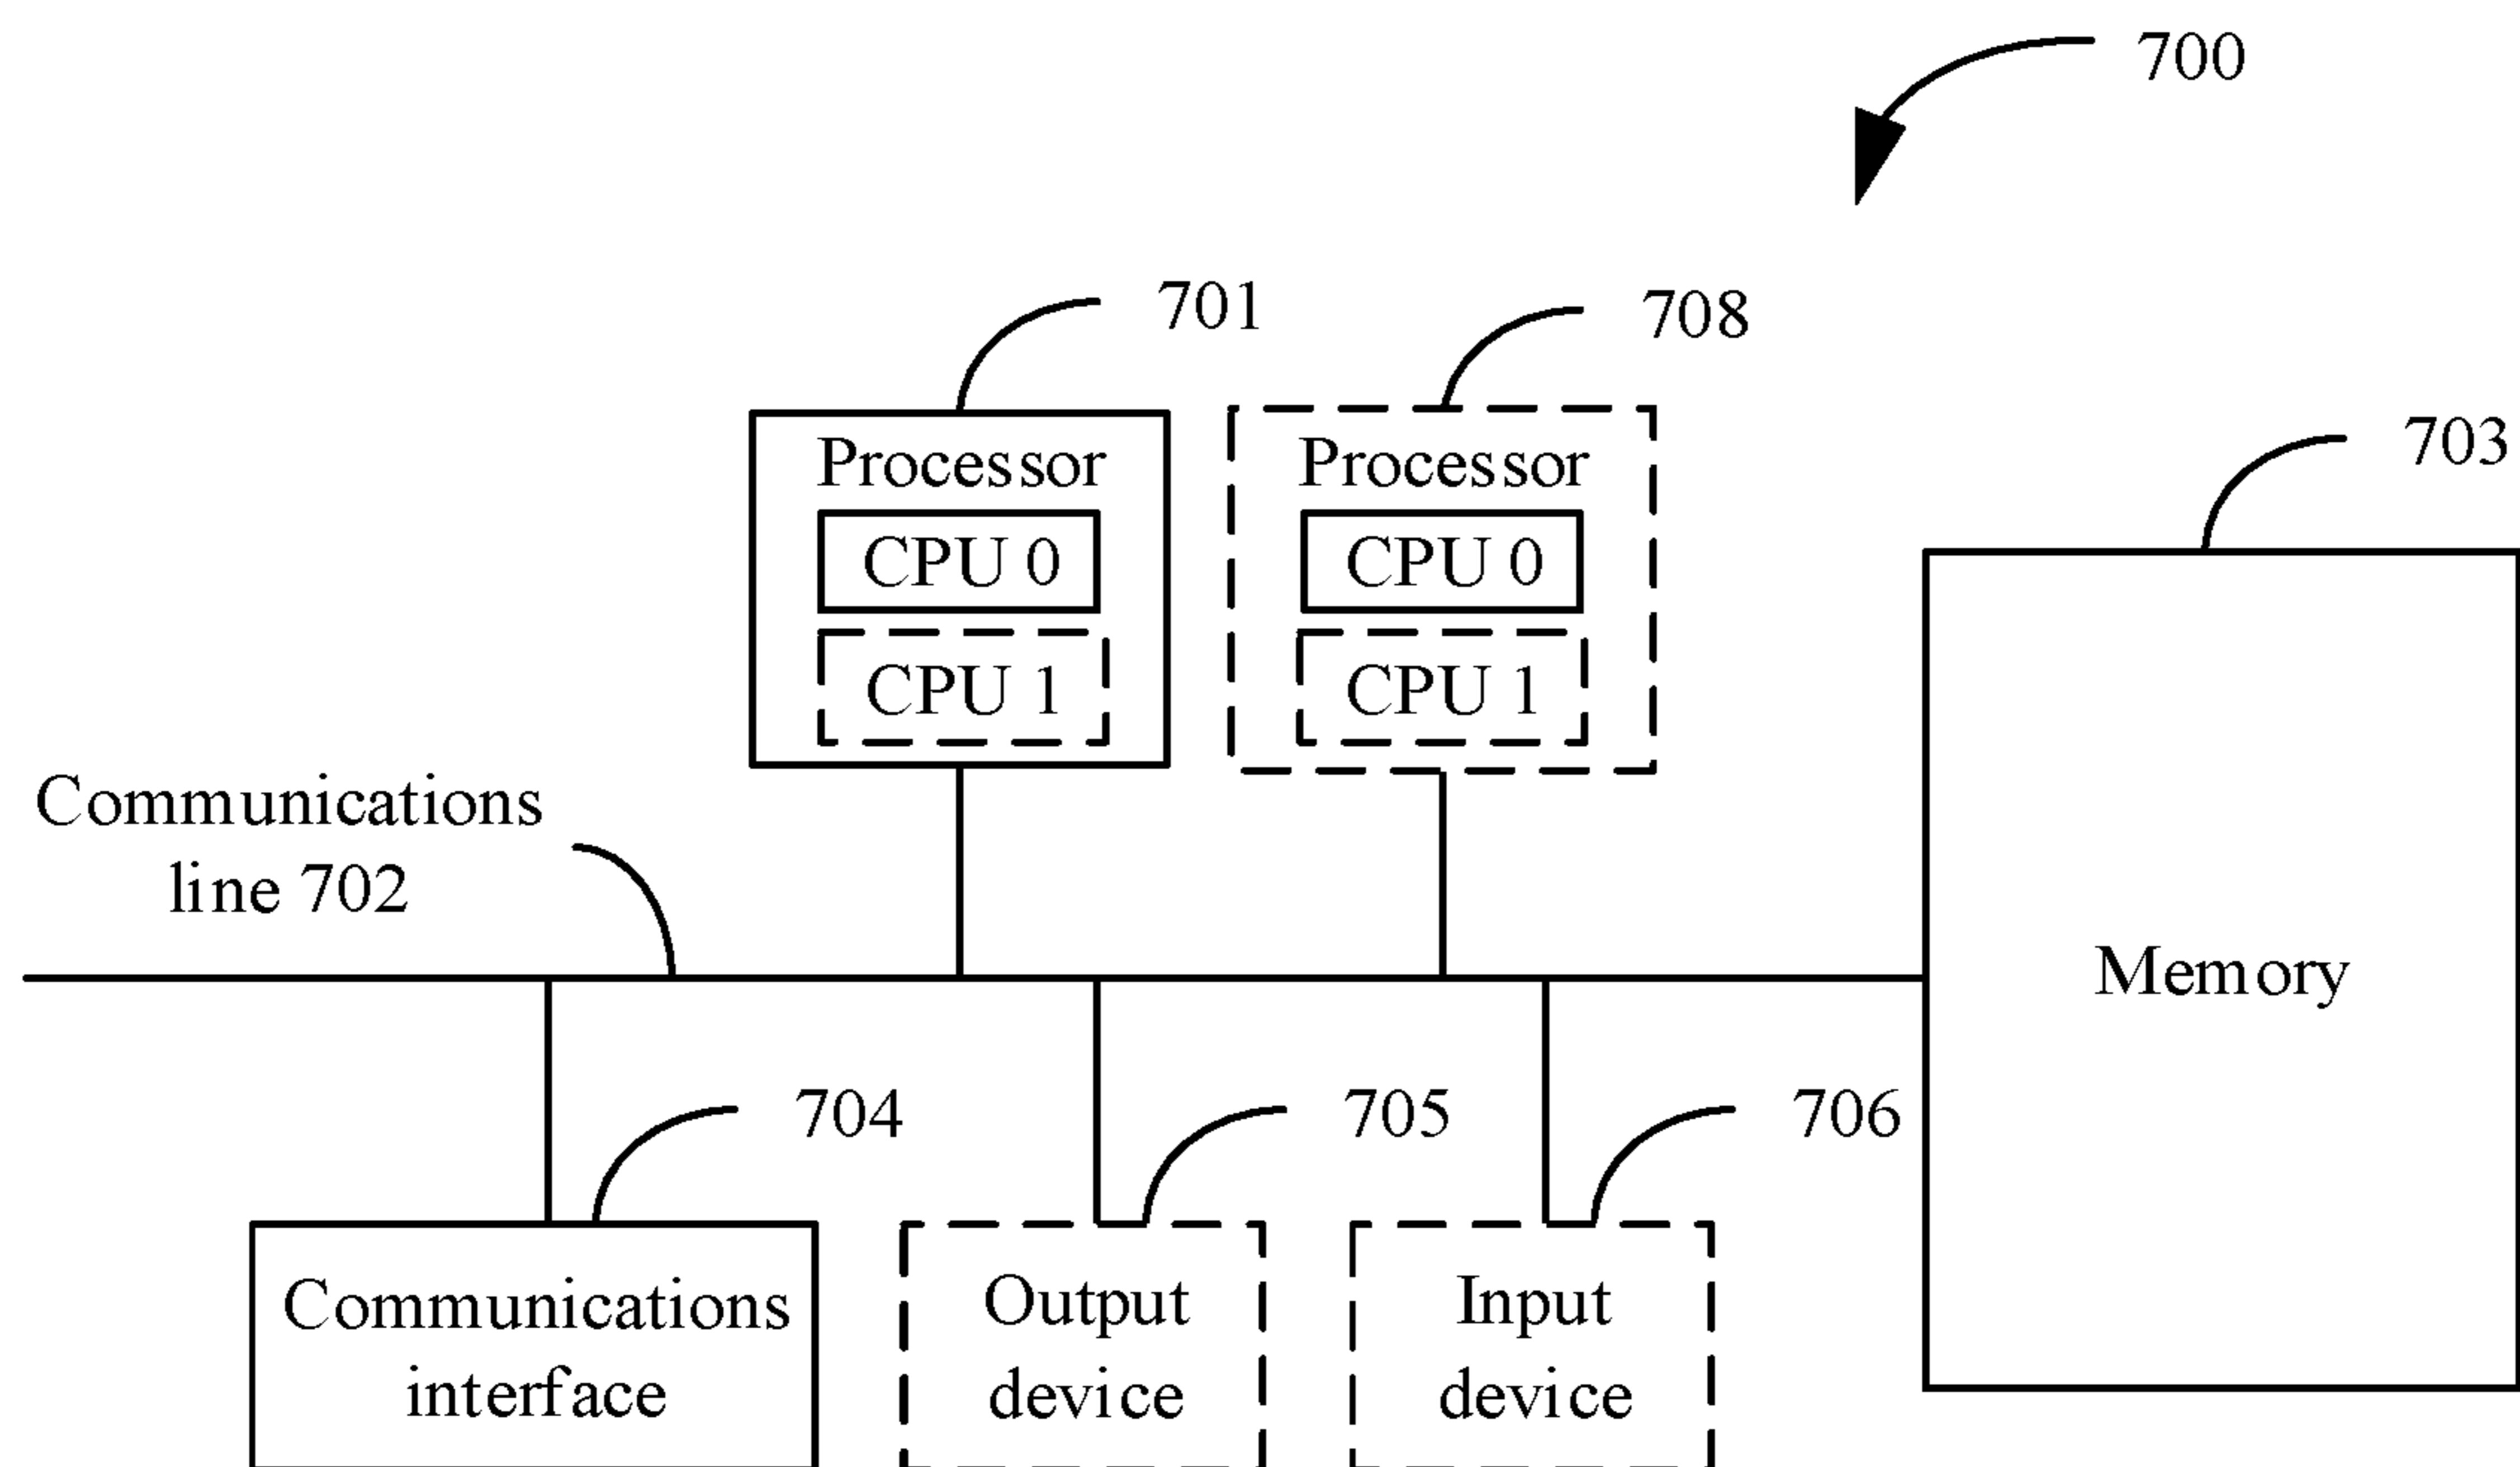 700
701
708
703
Processor
CPU 0
CPU 1
Processor
CPU 0
CPU 1
Communications
line 702
Memory
704
705
706
Communications
interface
Output
device
Input
device